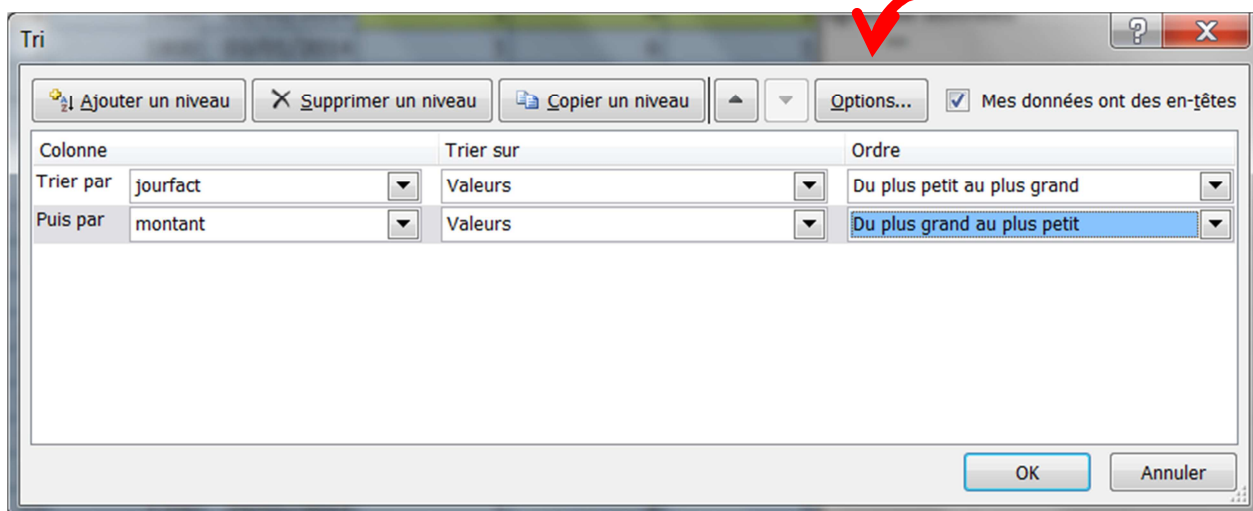 Tri
Ajouter un niveau Supprimer un niveau Copier un niveau Options... Mes données ont des en-têtes
Colonne Trier sur Ordre
Trier par jourfact Valeurs Du plus petit au plus grand
Puis par montant Valeurs Du plus grand au plus petit
OK Annuler